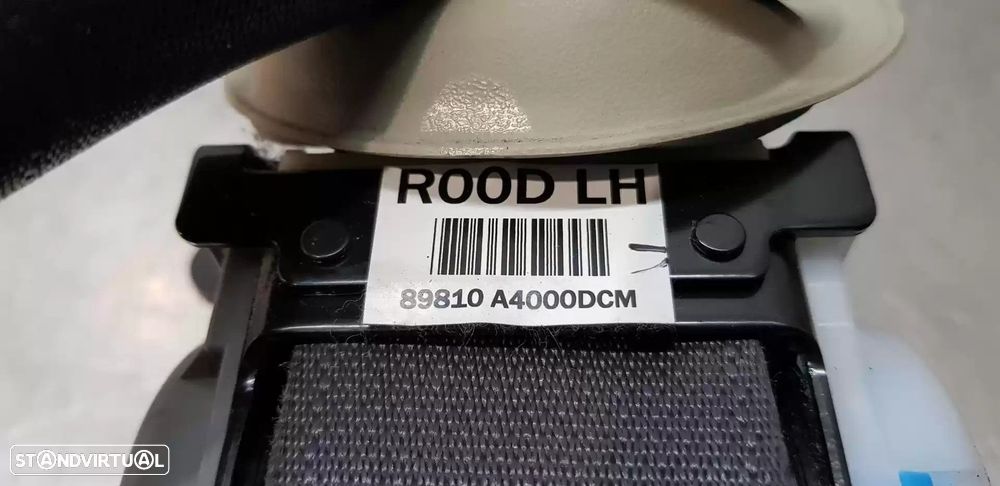 R00D LH
89810 A4000DCM
STANDVIRTUAL